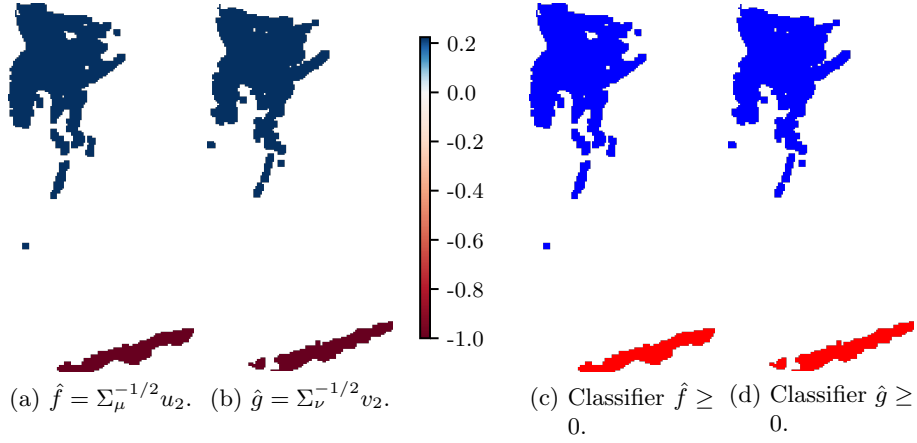 0.2
0.0
-0.2
-0.4
-0.6
-0.8
-1.0
(a) f̂ = Σ_μ^{-1/2} u_2.
(b) ĝ = Σ_ν^{-1/2} v_2.
(c) Classifier f̂ ≥
0.
(d) Classifier ĝ ≥
0.